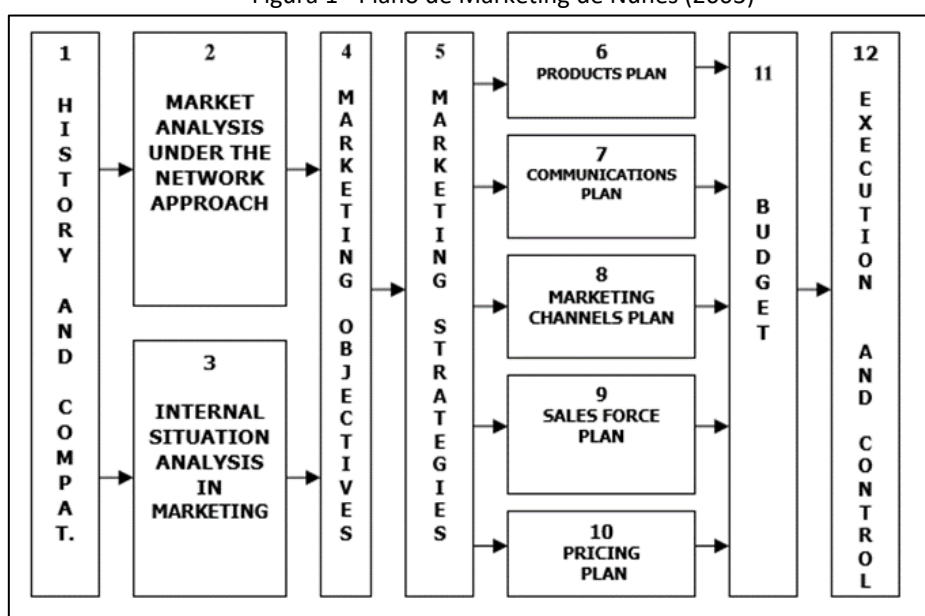 Figura 1 - Plano de Marketing de Nunes (2005)
1
HISTORY AND COMPAT.
2
MARKET
ANALYSIS
UNDER THE
NETWORK
APPROACH
3
INTERNAL
SITUATION
ANALYSIS
IN
MARKETING
4
MARKETING OBJECTIVES
5
MARKETING STRATEGIES
6
PRODUCTS PLAN
7
COMMUNICATIONS
PLAN
8
MARKETING
CHANNELS PLAN
9
SALES FORCE
PLAN
10
PRICING
PLAN
11
BUDGET
12
EXECUTION AND CONTROL